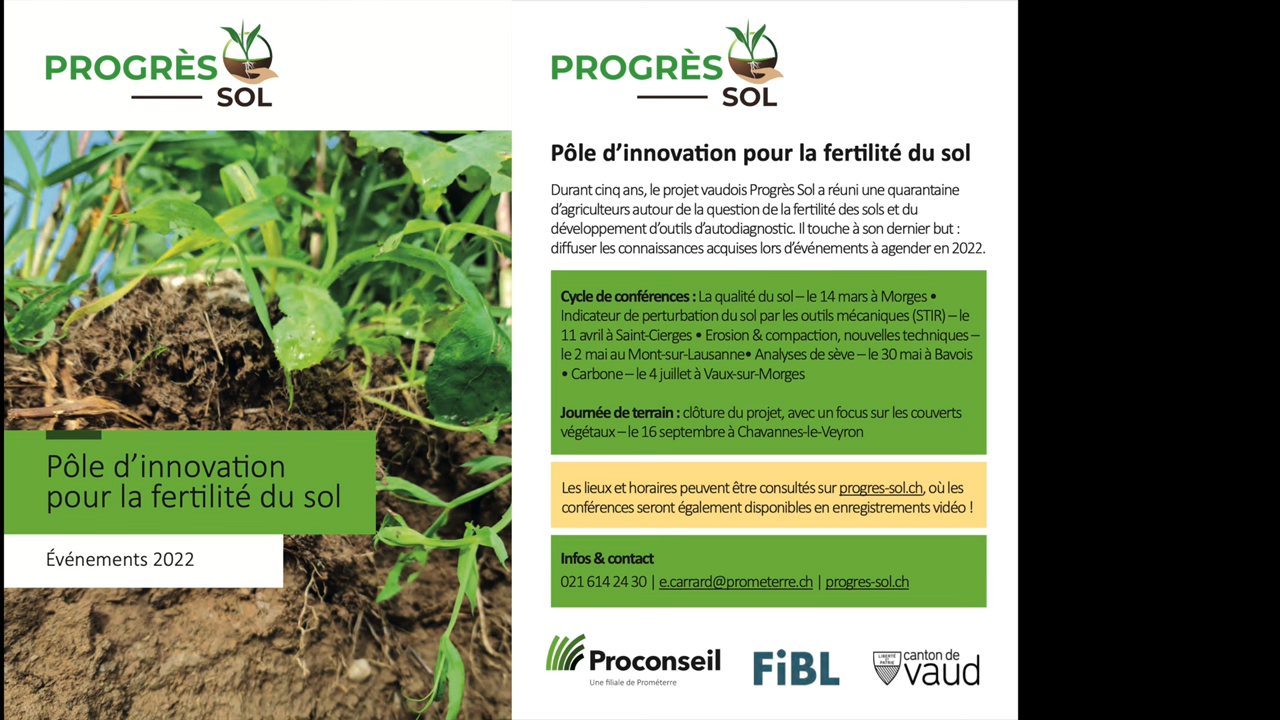 PROGRÈS
SOL
Pôle d’innovation
pour la fertilité du sol
Événements 2022
PROGRÈS
SOL
Pôle d’innovation pour la fertilité du sol
Durant cinq ans, le projet vaudois Progrès Sol a réuni une quarantaine
d’agriculteurs autour de la question de la fertilité des sols et du
développement d’outils d’autodiagnostic. Il touche à son dernier but :
diffuser les connaissances acquises lors d’événements à agender en 2022.
Cycle de conférences : La qualité du sol – le 14 mars à Morges •
Indicateur de perturbation du sol par les outils mécaniques (STIR) – le
11 avril à Saint-Cierges • Erosion & compaction, nouvelles techniques –
le 2 mai au Mont-sur-Lausanne• Analyses de sève – le 30 mai à Bavois
• Carbone – le 4 juillet à Vaux-sur-Morges
Journée de terrain : clôture du projet, avec un focus sur les couverts
végétaux – le 16 septembre à Chavannes-le-Veyron
Les lieux et horaires peuvent être consultés sur progres-sol.ch, où les
conférences seront également disponibles en enregistrements vidéo !
Infos & contact
021 614 24 30 | e.carrard@prometerre.ch | progres-sol.ch
Proconseil
Une filiale de Prométerre
FiBL
LIBERTÉ
ET
PATRIE
canton de
vaud